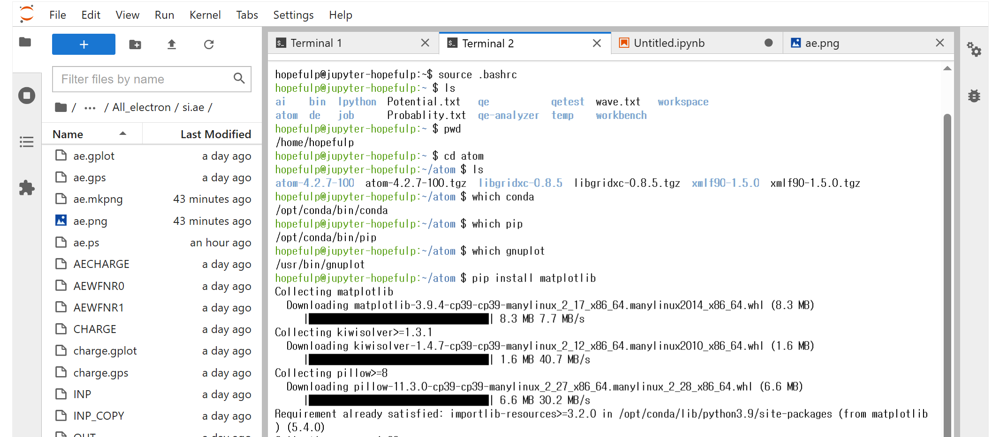 File Edit View Run Kernel Tabs Settings Help
Terminal 1 Terminal 2 Untitled.ipynb ae.png
Filter files by name
/ ... / All_electron / si.ae /
Name Last Modified
ae.gplot a day ago
ae.gps a day ago
ae.mkpng 43 minutes ago
ae.png 43 minutes ago
ae.ps an hour ago
AECHARGE a day ago
AEWFNR0 a day ago
AEWFNR1 a day ago
CHARGE a day ago
charge.gplot a day ago
charge.gps a day ago
INP a day ago
INP_COPY a day ago
OUT a day ago
hopefulp@jupyter-hopefulp:~$ source .bashrc
hopefulp@jupyter-hopefulp:~ $ ls
ai bin lpython Potential.txt qe qetest wave.txt workspace
atom de job Probablity.txt qe-analyzer temp workbench
hopefulp@jupyter-hopefulp:~ $ pwd
/home/hopefulp
hopefulp@jupyter-hopefulp:~ $ cd atom
hopefulp@jupyter-hopefulp:~/atom $ ls
atom-4.2.7-100 atom-4.2.7-100.tgz libgridxc-0.8.5 libgridxc-0.8.5.tgz xmlf90-1.5.0 xmlf90-1.5.0.tgz
hopefulp@jupyter-hopefulp:~/atom $ which conda
/opt/conda/bin/conda
hopefulp@jupyter-hopefulp:~/atom $ which pip
/opt/conda/bin/pip
hopefulp@jupyter-hopefulp:~/atom $ which gnuplot
/usr/bin/gnuplot
hopefulp@jupyter-hopefulp:~/atom $ pip install matplotlib
Collecting matplotlib
Downloading matplotlib-3.9.4-cp39-cp39-manylinux_2_17_x86_64.manylinux2014_x86_64.whl (8.3 MB)
| | 8.3 MB 7.7 MB/s
Collecting kiwisolver>=1.3.1
Downloading kiwisolver-1.4.7-cp39-cp39-manylinux_2_12_x86_64.manylinux2010_x86_64.whl (1.6 MB)
| | 1.6 MB 40.7 MB/s
Collecting pillow>=8
Downloading pillow-11.3.0-cp39-cp39-manylinux_2_27_x86_64.manylinux_2_28_x86_64.whl (6.6 MB)
| | 6.6 MB 30.2 MB/s
Requirement already satisfied: importlib-resources>=3.2.0 in /opt/conda/lib/python3.9/site-packages (from matplotlib
) (5.4.0)